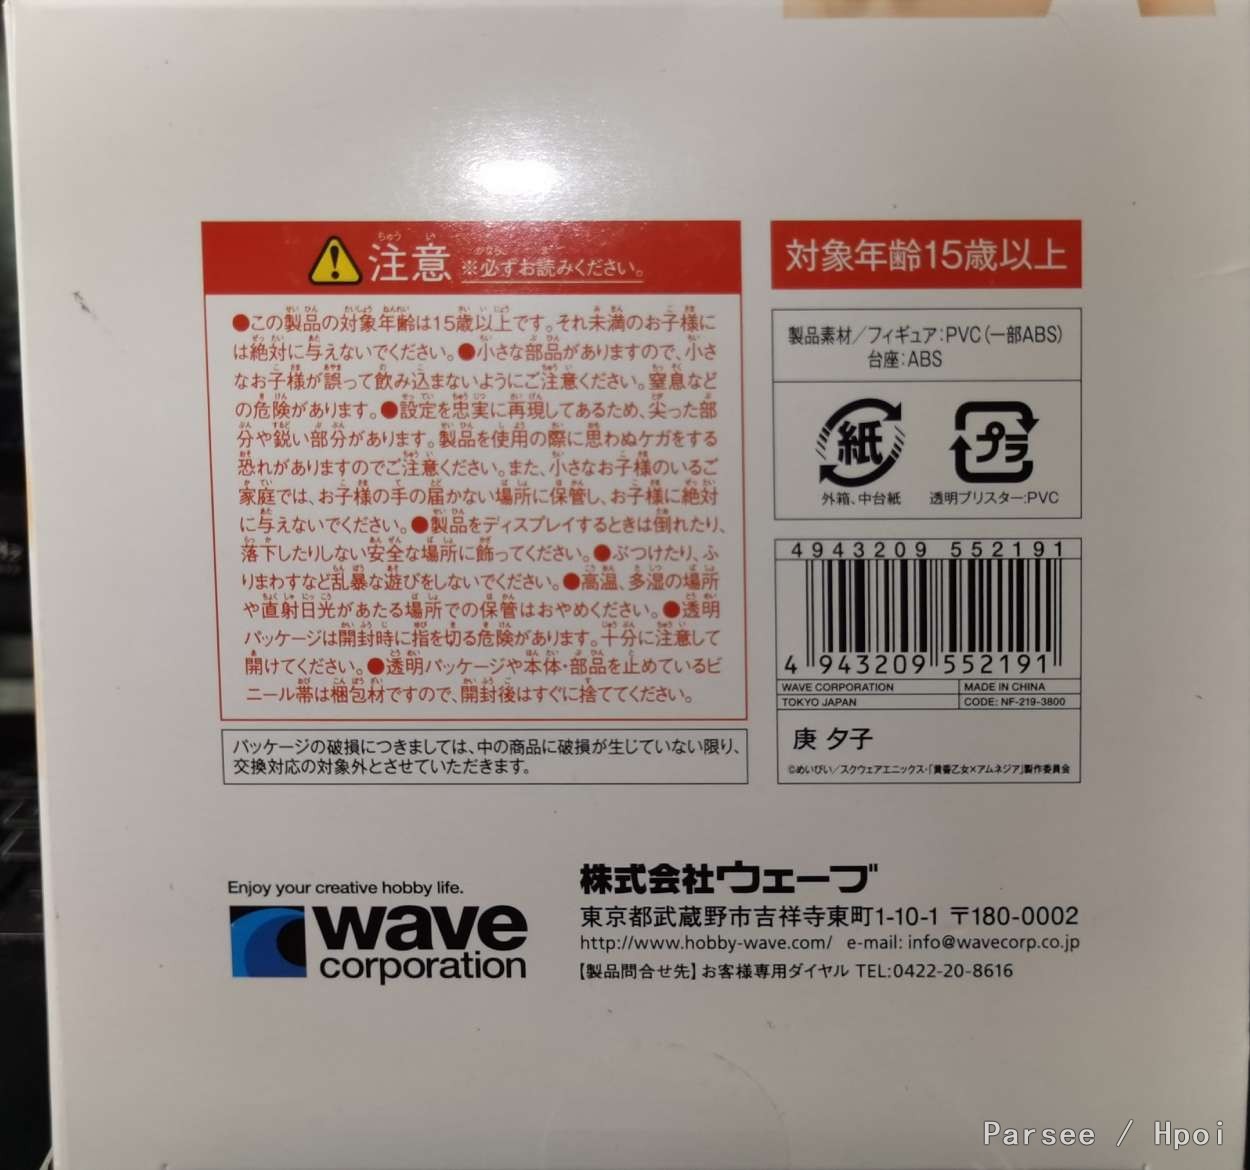 注意 ※必ずお読みください。
●この製品の対象年齢は15歳以上です。それ未満のお子様に
は絶対に与えないでください。●小さな部品がありますので、小さ
なお子様が誤って飲み込まないようにご注意ください。窒息など
の危険があります。●設定を忠実に再現してあるため、尖った部
分や鋭い部分があります。製品を使用の際に思わぬケガをする
恐れがありますのでご注意ください。また、小さなお子様のいるご
家庭では、お子様の手の届かない場所に保管し、お子様に絶対
に与えないでください。●製品をディスプレイするときは倒れたり、
落下したりしない安全な場所に飾ってください。●ぶつけたり、ふ
りまわすなど乱暴な遊びをしないでください。●高温、多湿の場所
や直射日光があたる場所での保管はおやめください。●透明
パッケージは開封時に指を切る危険があります。十分に注意して
開けてください。●透明パッケージや本体・部品を止めているビ
ニール帯は梱包材ですので、開封後はすぐに捨ててください。
パッケージの破損につきましては、中の商品に破損が生じていない限り、
交換対応の対象外とさせていただきます。
対象年齢15歳以上
製品素材/フィギュア:PVC(一部ABS)
台座:ABS
紙 プラ
外箱、中台紙 透明ブリスター:PVC
4943209 552191
4 943209 552191
WAVE CORPORATION MADE IN CHINA
TOKYO JAPAN CODE: NF-219-3800
庚 夕子
©めいびい/スクウェアエニックス・「黄昏乙女×アムネジア」製作委員会
Enjoy your creative hobby life.
wave
corporation
株式会社ウェーブ
東京都武蔵野市吉祥寺東町1-10-1 〒180-0002
http://www.hobby-wave.com/ e-mail: info@wavecorp.co.jp
【製品問合せ先】お客様専用ダイヤル TEL:0422-20-8616
Parsee / Hpoi